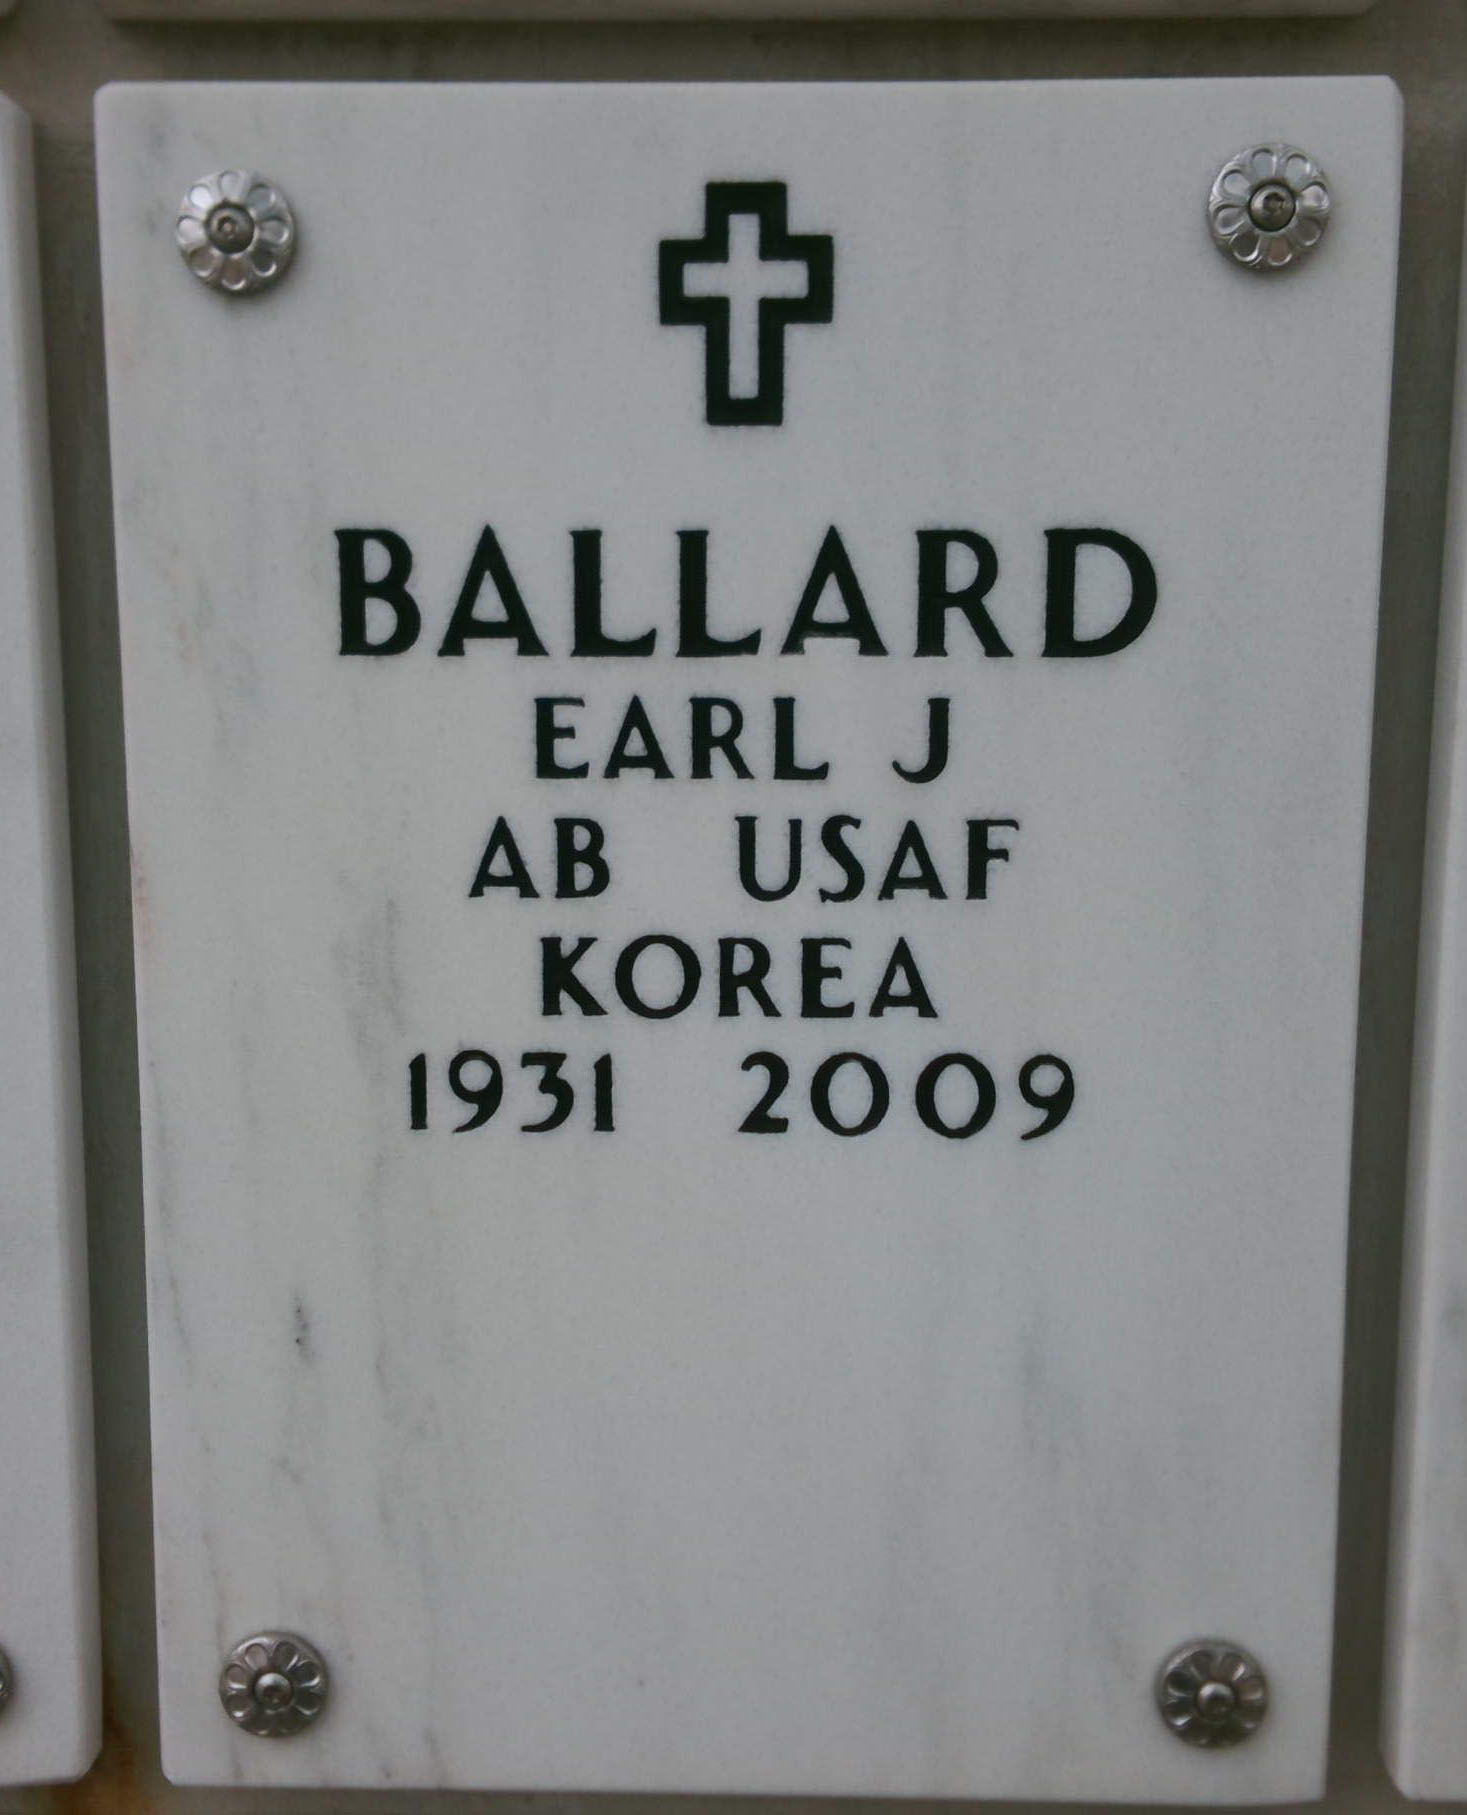 BALLARD
EARL J
AB USAF
KOREA
1931 2009